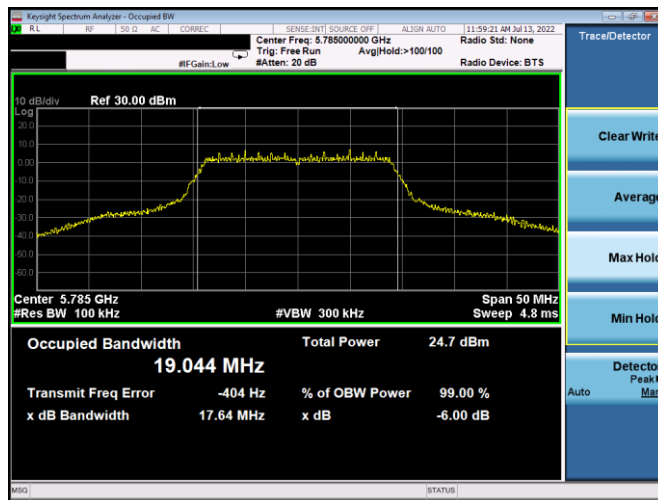 Keysight Spectrum Analyzer - Occupied BW
RL RF 50 Ω AC CORREC SENSE:INT SOURCE OFF ALIGN AUTO 11:59:21 AM Jul 13, 2022
Center Freq: 5.785000000 GHz Radio Std: None
Trig: Free Run Avg|Hold:>100/100
#IFGain:Low #Atten: 20 dB Radio Device: BTS
Trace/Detector
10 dB/div Ref 30.00 dBm
Log
20.0
10.0
0.00
-10.0
-20.0
-30.0
-40.0
-50.0
-60.0
Center 5.785 GHz Span 50 MHz
#Res BW 100 kHz #VBW 300 kHz Sweep 4.8 ms
Clear Write
Average
Max Hold
Min Hold
Detector
Peak
Auto Man
Occupied Bandwidth Total Power 24.7 dBm
19.044 MHz
Transmit Freq Error -404 Hz % of OBW Power 99.00 %
x dB Bandwidth 17.64 MHz x dB -6.00 dB
MSG STATUS